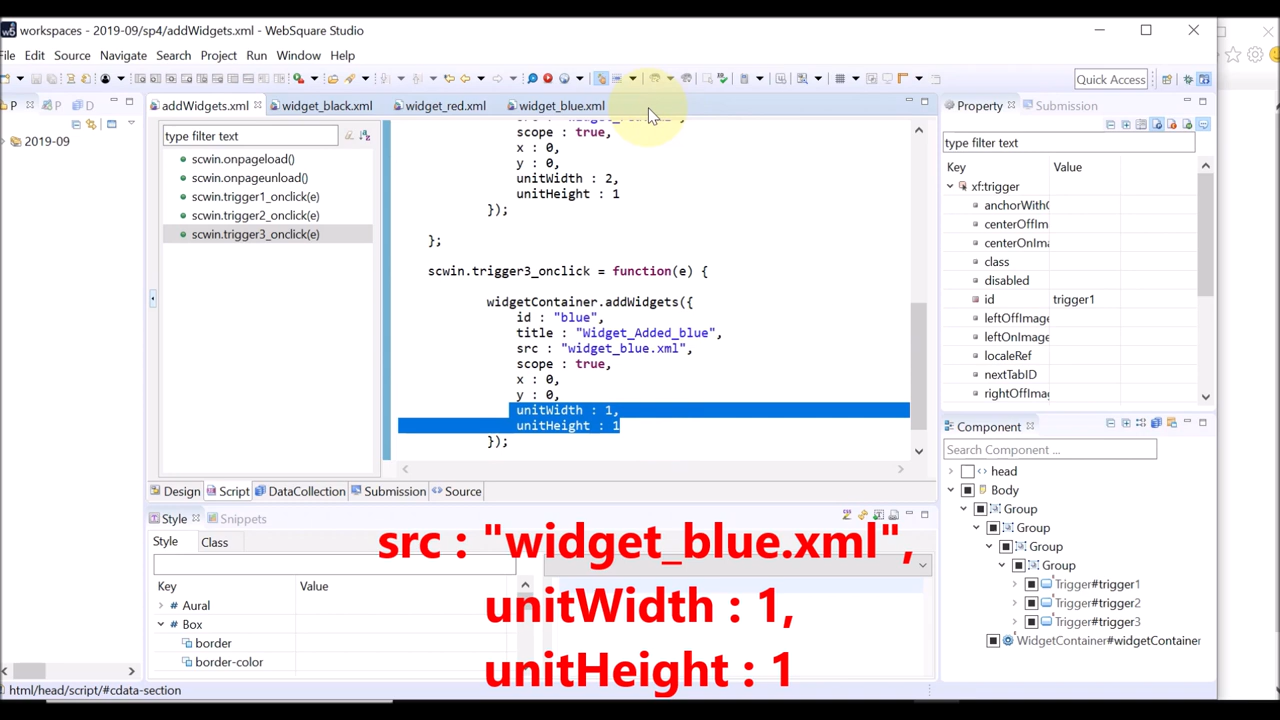 workspaces - 2019-09/sp4/addWidgets.xml - WebSquare Studio
File Edit Source Navigate Search Project Run Window Help
Quick Access
P P D
2019-09
addWidgets.xml widget_black.xml widget_red.xml widget_blue.xml
type filter text
scwin.onpageload()
scwin.onpageunload()
scwin.trigger1_onclick(e)
scwin.trigger2_onclick(e)
scwin.trigger3_onclick(e)
scope : true,
x : 0,
y : 0,
unitWidth : 2,
unitHeight : 1
});
};
scwin.trigger3_onclick = function(e) {
widgetContainer.addWidgets({
id : "blue",
title : "Widget_Added_blue",
src : "widget_blue.xml",
scope : true,
x : 0,
y : 0,
unitWidth : 1,
unitHeight : 1
});
Design Script DataCollection Submission Source
Style Snippets
Style Class
Key Value
Aural
Box
border
border-color
html/head/script/#cdata-section
Property Submission
type filter text
Key Value
xf:trigger
anchorWithC
centerOffIm
centerOnIma
class
disabled
id trigger1
leftOffImage
leftOnImage
localeRef
nextTabID
rightOffImag
Component
Search Component ...
head
Body
Group
Group
Group
Group
Trigger#trigger1
Trigger#trigger2
Trigger#trigger3
WidgetContainer#widgetContainer
src : "widget_blue.xml",
unitWidth : 1,
unitHeight : 1